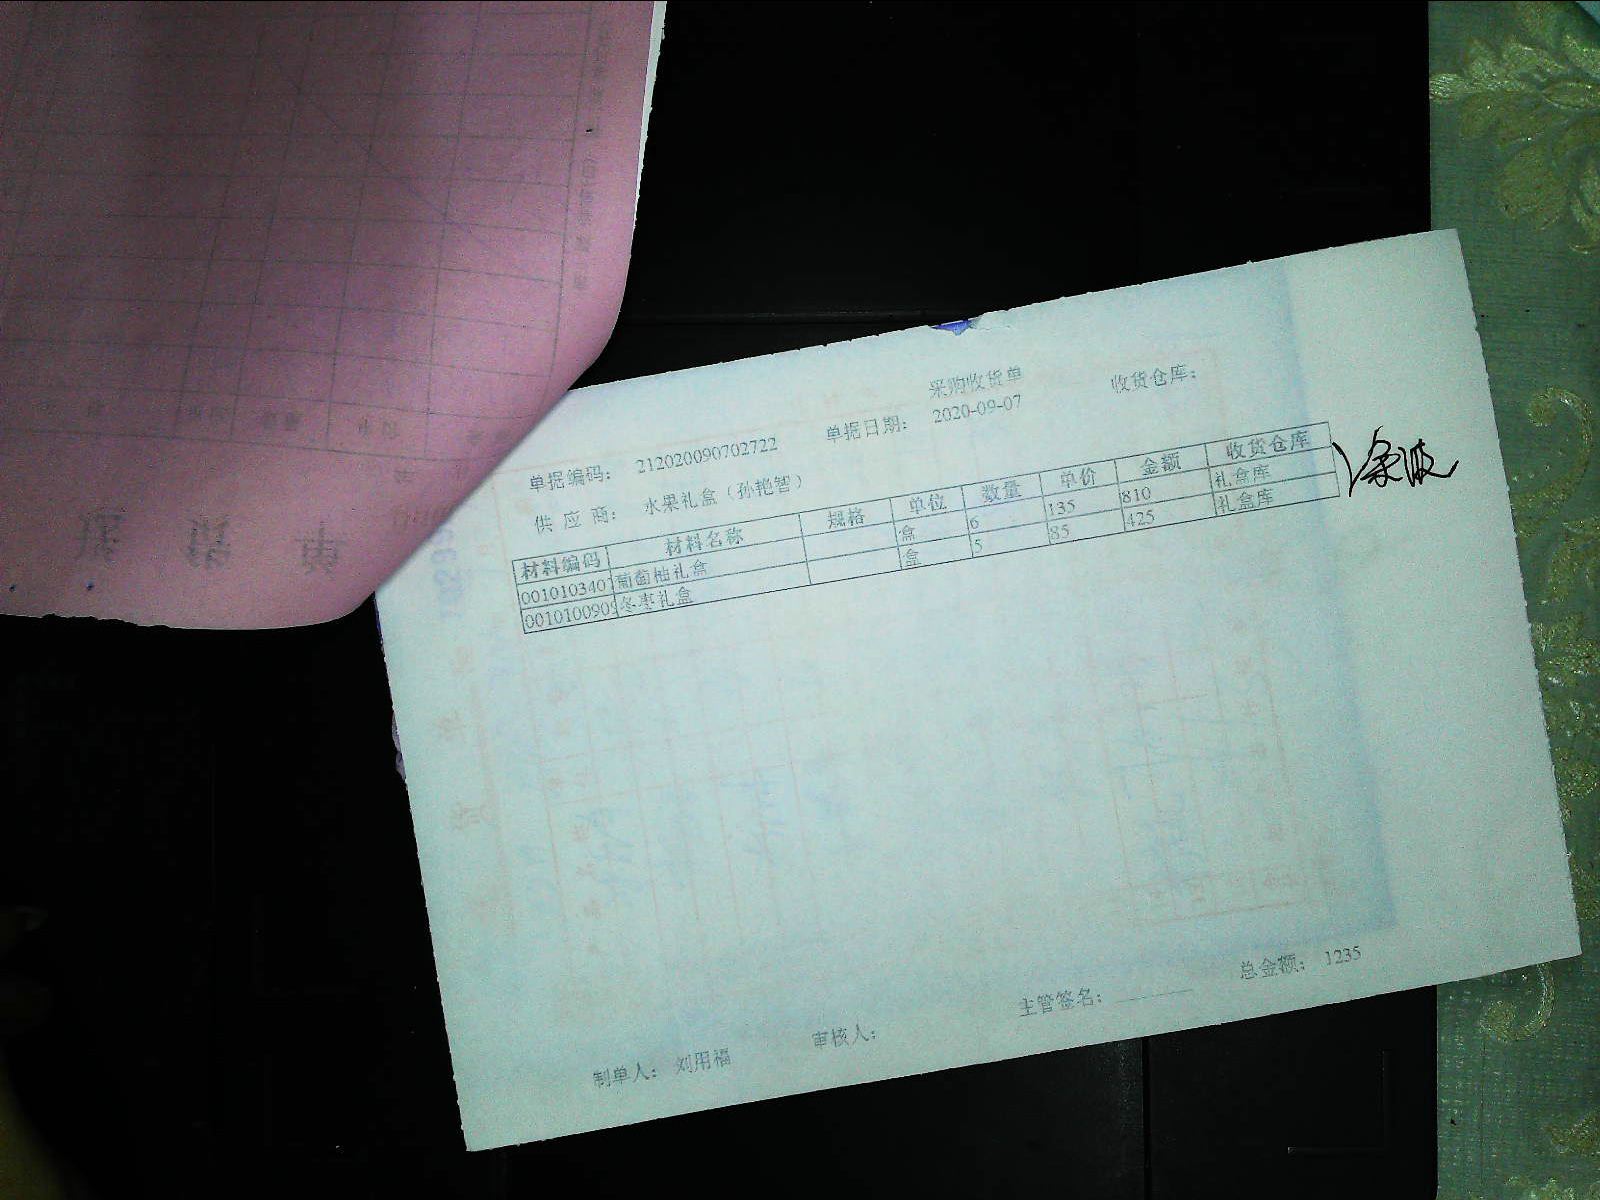 采购收货单
单据编码： 212020090702722 单据日期： 2020-09-07 收货仓库：
供 应 商： 水果礼盒（孙艳智）
材料编码 材料名称 规格 单位 数量 单价 金额 收货仓库
001010340 葡萄柚礼盒 盒 6 135 810 礼盒库
001010090 冬枣礼盒 盒 5 85 425 礼盒库
总金额： 1235
制单人： 刘用福 审核人： 主管签名：